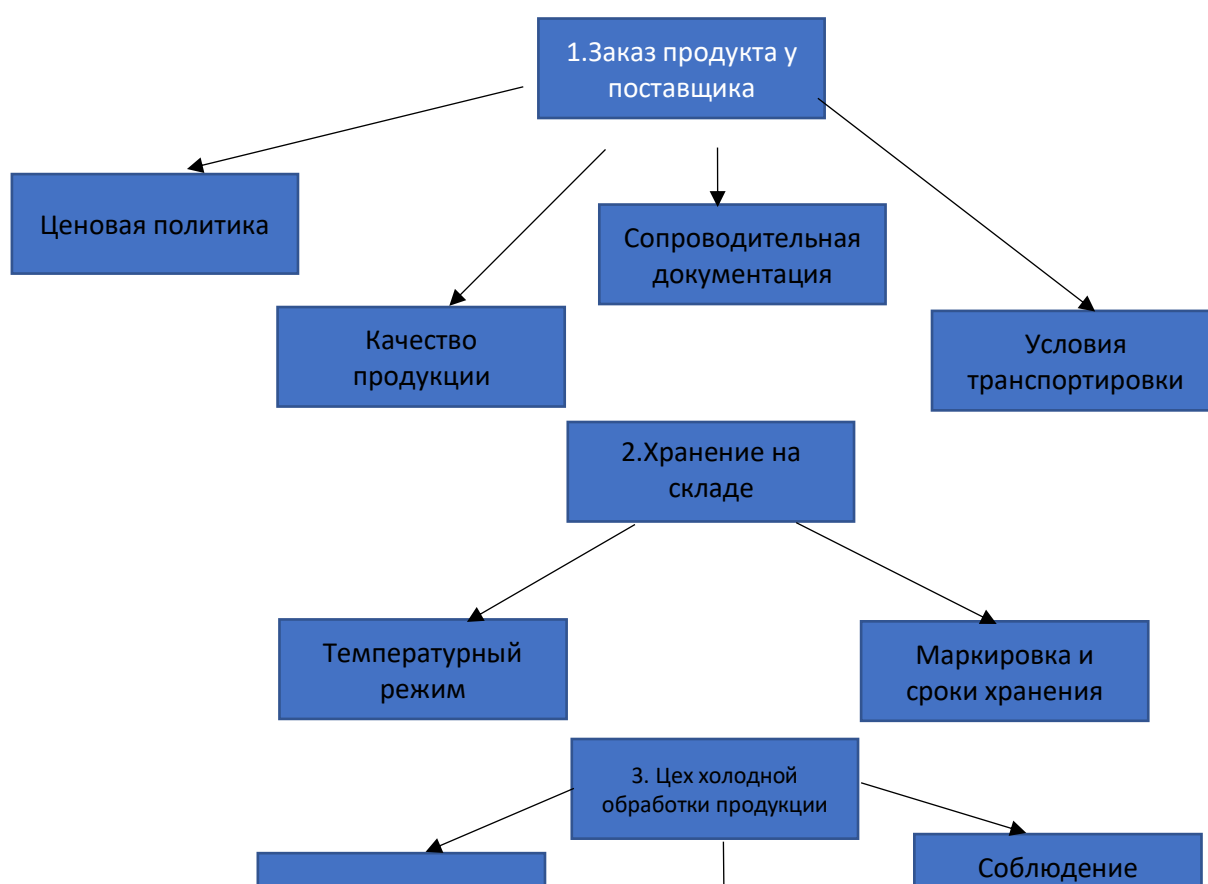 1.Заказ продукта у
поставщика
Ценовая политика
Сопроводительная
документация
Качество
продукции
Условия
транспортировки
2.Хранение на
складе
Температурный
режим
Маркировка и
сроки хранения
3. Цех холодной
обработки продукции
Соблюдение